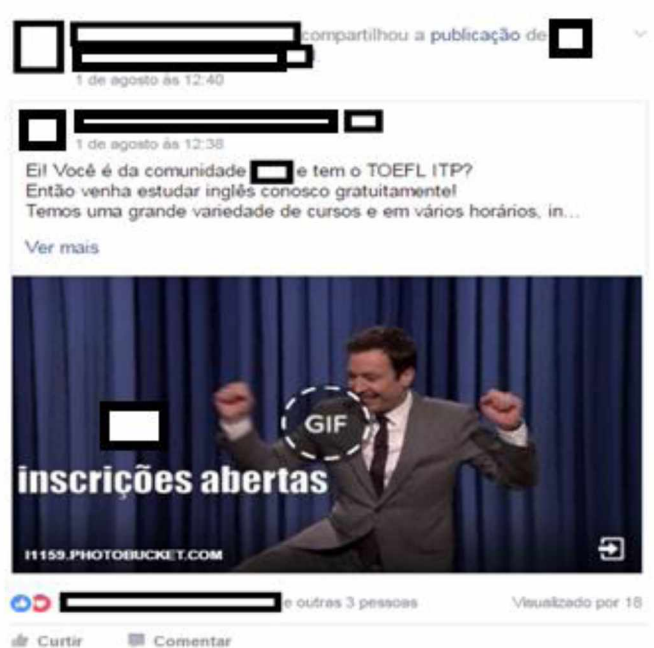 compartilhou a publicação de
1 de agosto ás 12:40
1 de agosto ás 12:38
Ei! Você é da comunidade e tem o TOEFL ITP?
Então venha estudar inglês conosco gratuitamente!
Temos uma grande variedade de cursos e em vários horários, in...
Ver mais
GIF
inscrições abertas
I1159.PHOTOBUCKET.COM
e outras 3 pessoas
Visualizado por 18
Curtir
Comentar